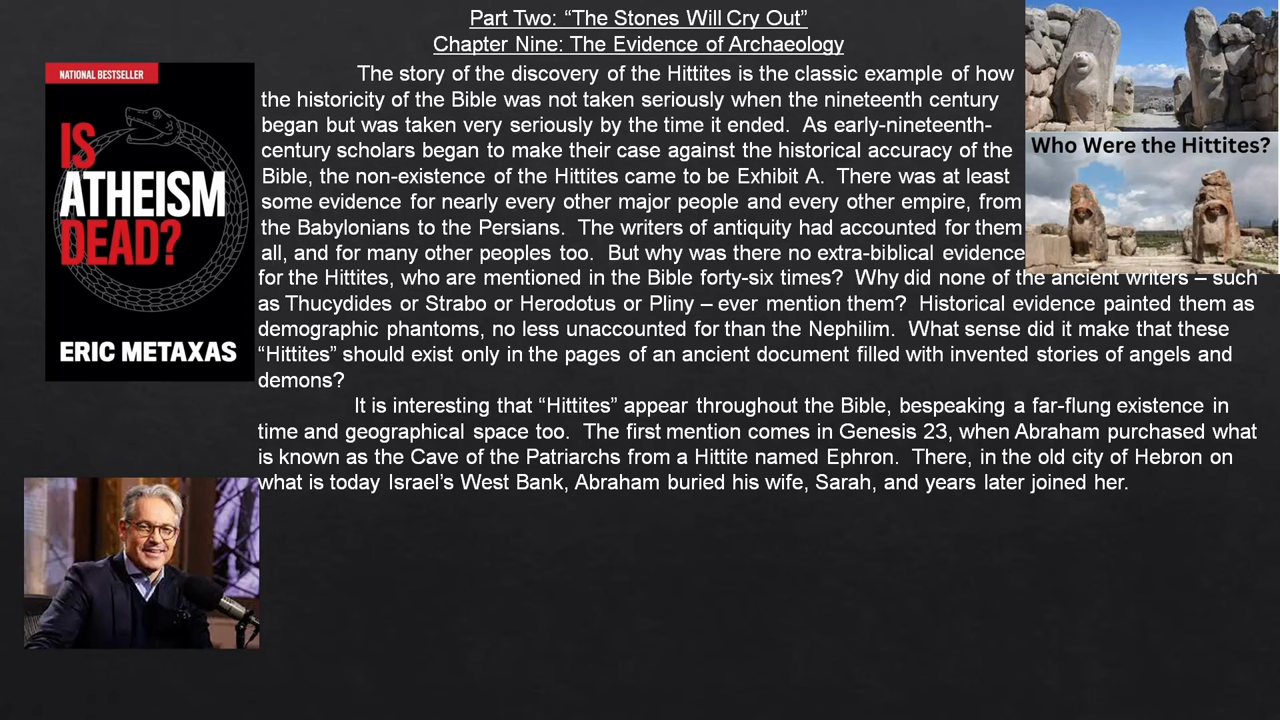 Part Two: “The Stones Will Cry Out”
Chapter Nine: The Evidence of Archaeology
The story of the discovery of the Hittites is the classic example of how
the historicity of the Bible was not taken seriously when the nineteenth century
began but was taken very seriously by the time it ended.  As early-nineteenth-
century scholars began to make their case against the historical accuracy of the
Bible, the non-existence of the Hittites came to be Exhibit A.  There was at least
some evidence for nearly every other major people and every other empire, from
the Babylonians to the Persians.  The writers of antiquity had accounted for them
all, and for many other peoples too.  But why was there no extra-biblical evidence
for the Hittites, who are mentioned in the Bible forty-six times?  Why did none of the ancient writers – such
as Thucydides or Strabo or Herodotus or Pliny – ever mention them?  Historical evidence painted them as
demographic phantoms, no less unaccounted for than the Nephilim.  What sense did it make that these
“Hittites” should exist only in the pages of an ancient document filled with invented stories of angels and
demons?
It is interesting that “Hittites” appear throughout the Bible, bespeaking a far-flung existence in
time and geographical space too.  The first mention comes in Genesis 23, when Abraham purchased what
is known as the Cave of the Patriarchs from a Hittite named Ephron.  There, in the old city of Hebron on
what is today Israel’s West Bank, Abraham buried his wife, Sarah, and years later joined her.
NATIONAL BESTSELLER
IS
ATHEISM
DEAD?
ERIC METAXAS
Who Were the Hittites?